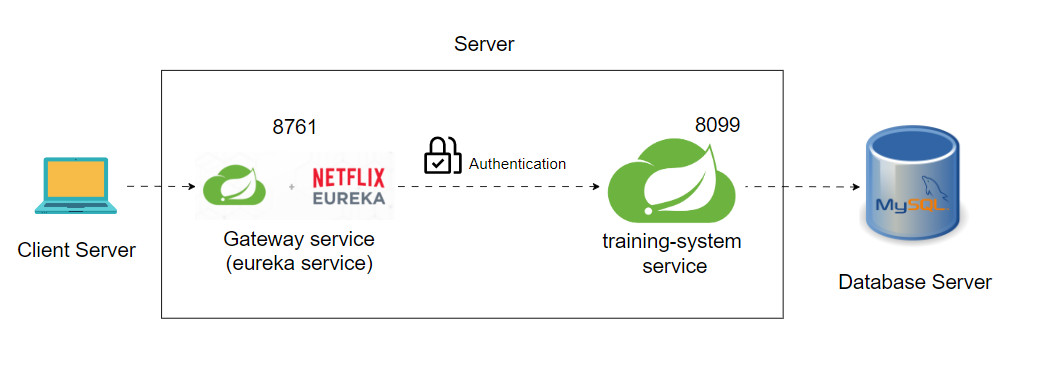 Server
8761
8099
Authentication
NETFLIX
EUREKA
MySQL
Gateway service
(eureka service)
training-system
service
Client Server
Database Server